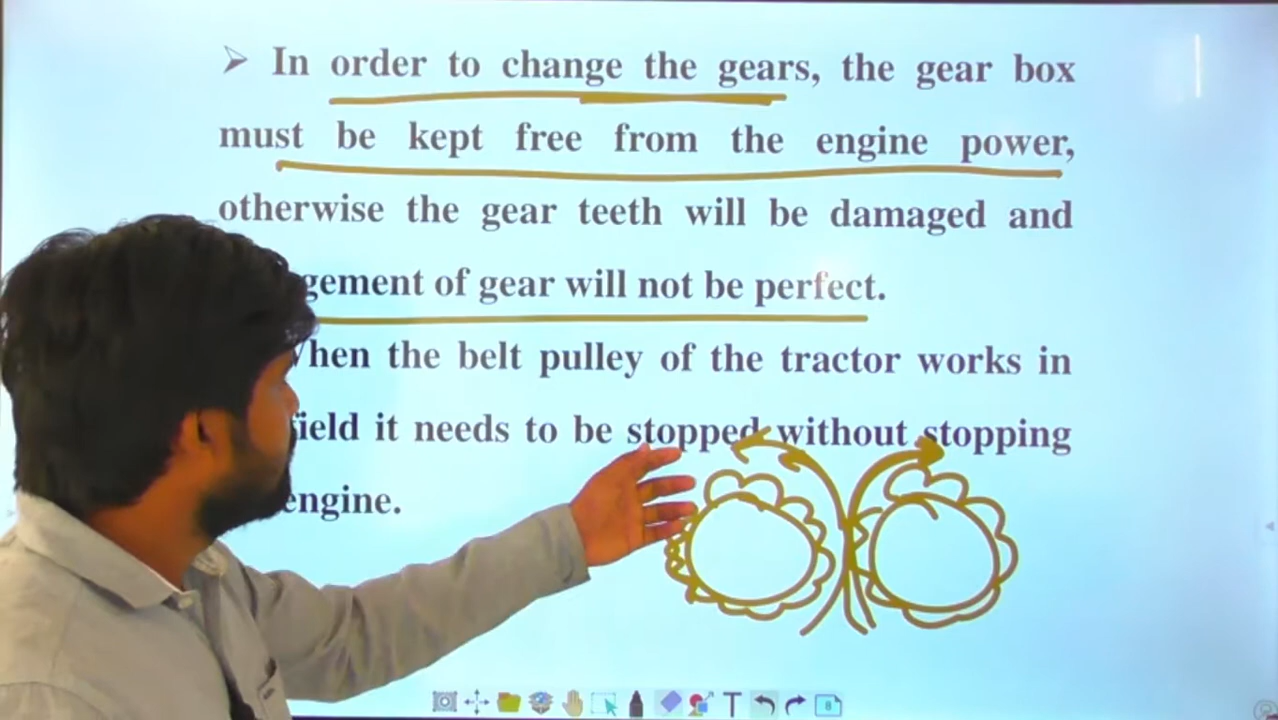 ➢ In order to change the gears, the gear box
must be kept free from the engine power,
otherwise the gear teeth will be damaged and
gement of gear will not be perfect.
hen the belt pulley of the tractor works in
field it needs to be stopped without stopping
engine.
T
8